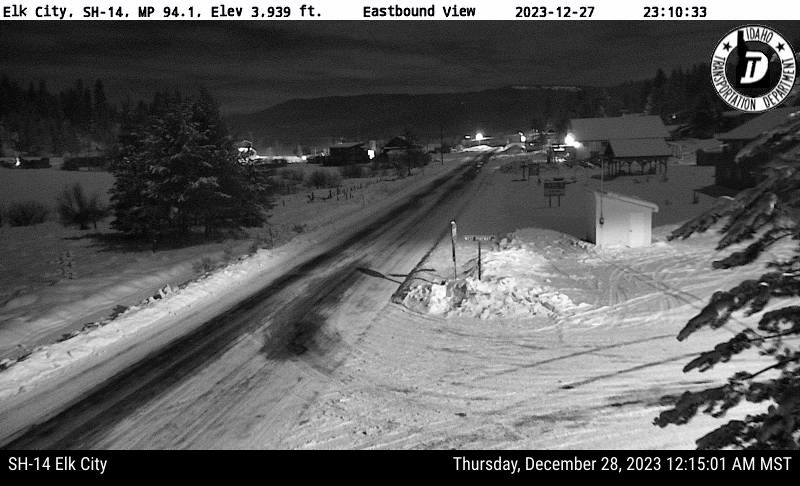 Elk City, SH-14, MP 94.1, Elev 3,939 ft. Eastbound View 2023-12-27 23:10:33
IDAHO
TRANSPORTATION DEPARTMENT
SH-14 Elk City Thursday, December 28, 2023 12:15:01 AM MST